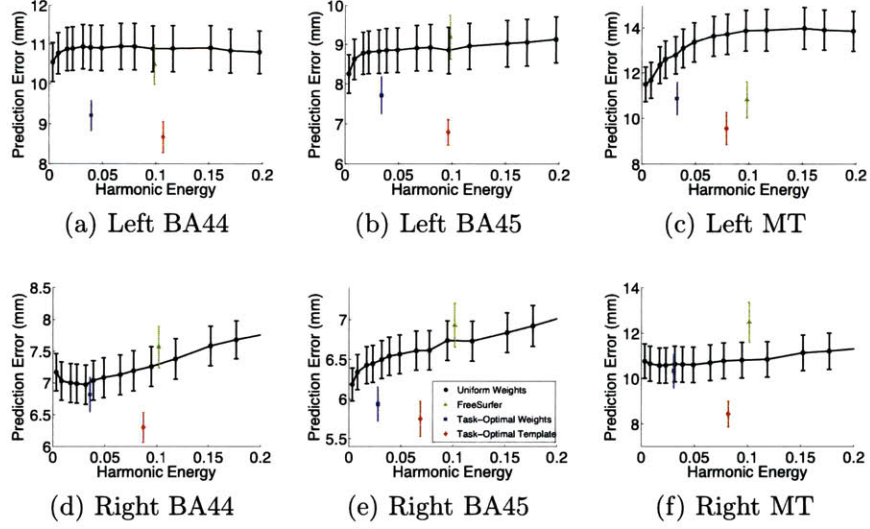 Prediction Error (mm)
12
11
10
9
8
0 0.05 0.1 0.15 0.2
Harmonic Energy
(a) Left BA44
Prediction Error (mm)
10
9
8
7
6
0 0.05 0.1 0.15 0.2
Harmonic Energy
(b) Left BA45
Prediction Error (mm)
14
12
10
8
6
0 0.05 0.1 0.15 0.2
Harmonic Energy
(c) Left MT
Prediction Error (mm)
8.5
8
7.5
7
6.5
6
0 0.05 0.1 0.15 0.2
Harmonic Energy
(d) Right BA44
Prediction Error (mm)
7
6.5
6
5.5
0 0.05 0.1 0.15 0.2
Harmonic Energy
Uniform Weights
FreeSurfer
Task-Optimal Weights
Task-Optimal Template
(e) Right BA45
Prediction Error (mm)
14
12
10
8
0 0.05 0.1 0.15 0.2
Harmonic Energy
(f) Right MT